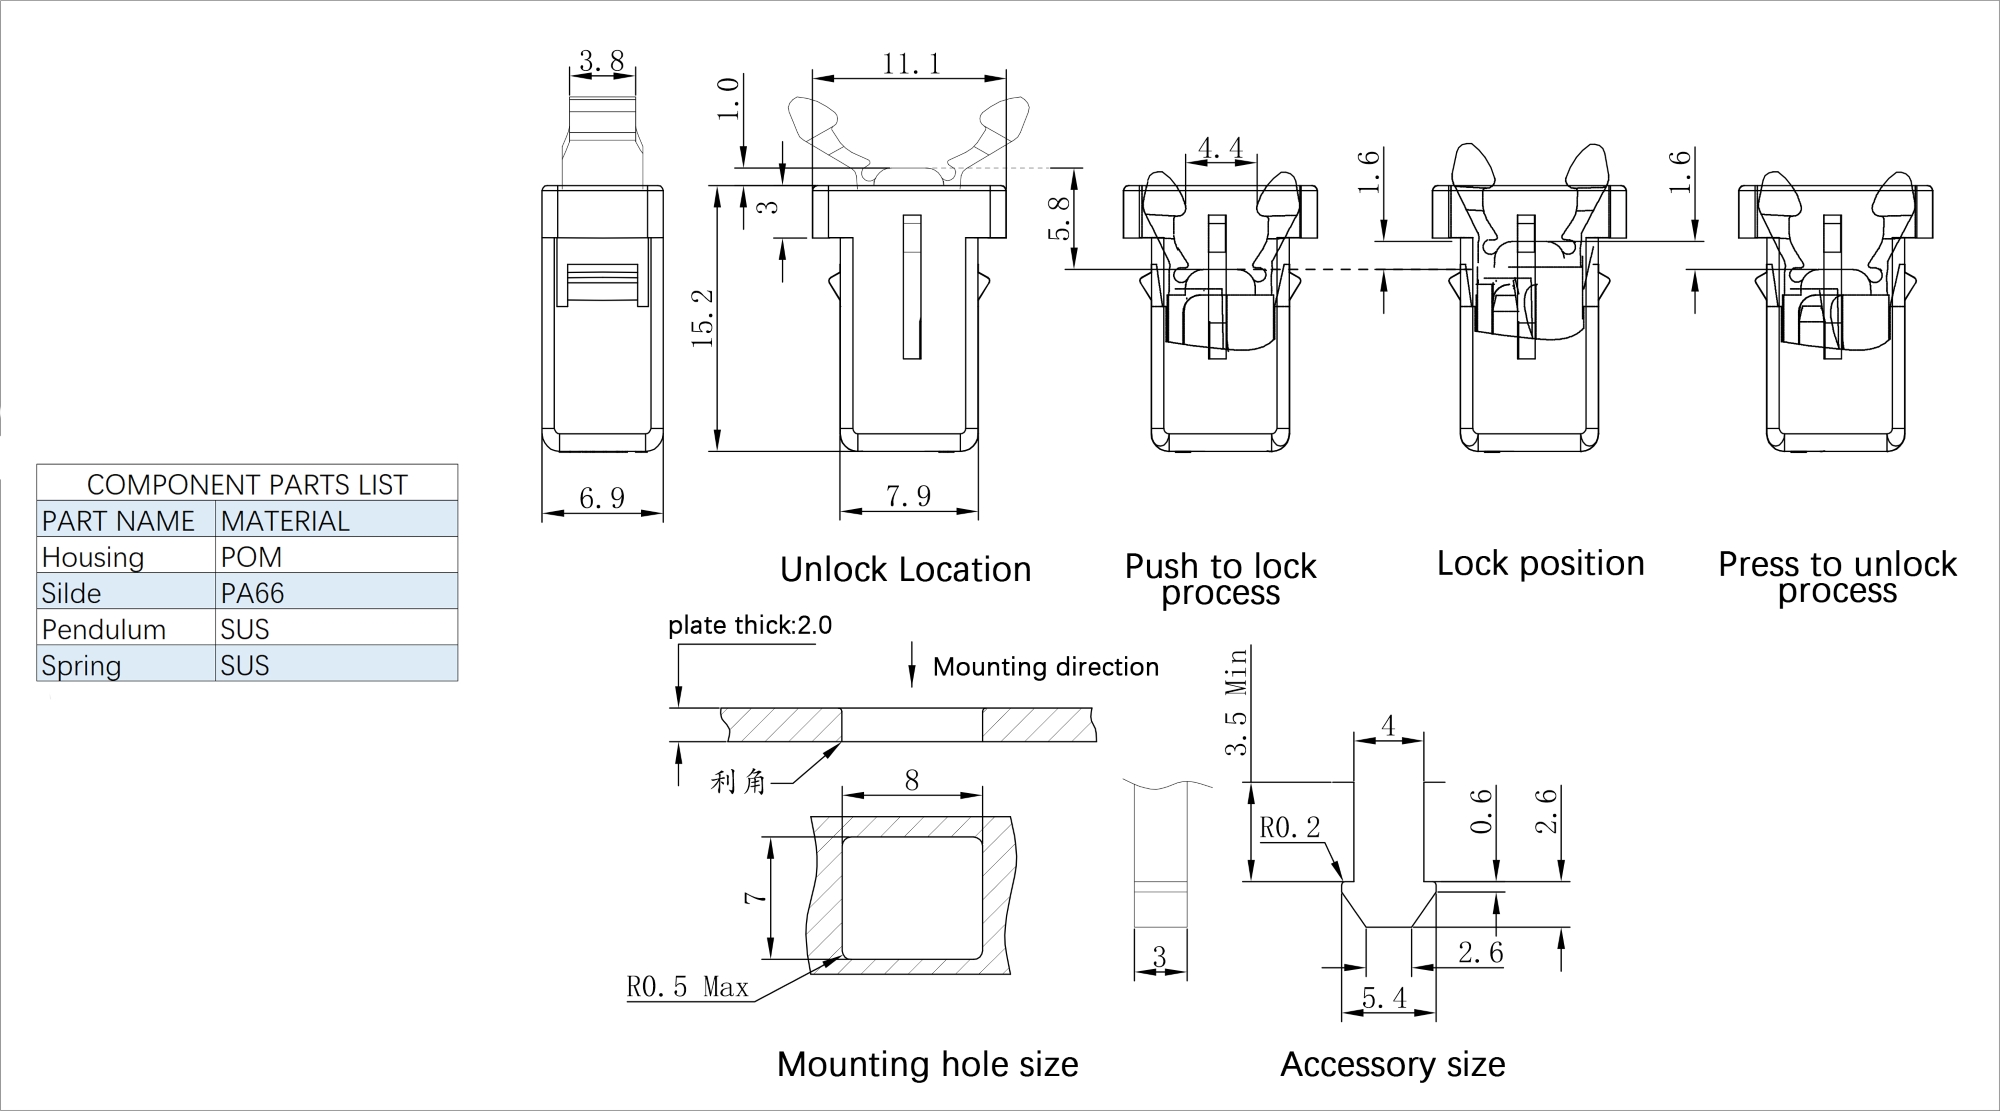 3.8
11.1
1.0
3
15.2
6.9
7.9
5.8
4.4
1.6
1.6
Unlock Location
Push to lock
process
Lock position
Press to unlock
process
COMPONENT PARTS LIST
PART NAME MATERIAL
Housing POM
Silde PA66
Pendulum SUS
Spring SUS
plate thick:2.0
Mounting direction
利角
8
7
R0.5 Max
Mounting hole size
3.5 Min
4
R0.2
0.6
2.6
3
2.6
5.4
Accessory size